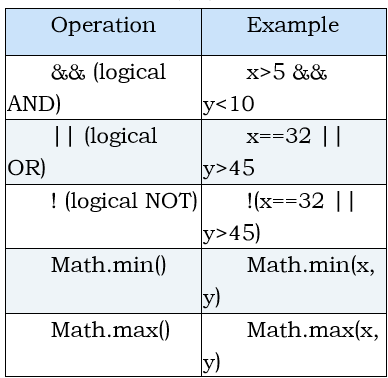 Operation Example
&& (logical AND) x>5 && y<10
|| (logical OR) x==32 || y>45
! (logical NOT) !(x==32 || y>45)
Math.min() Math.min(x, y)
Math.max() Math.max(x, y)